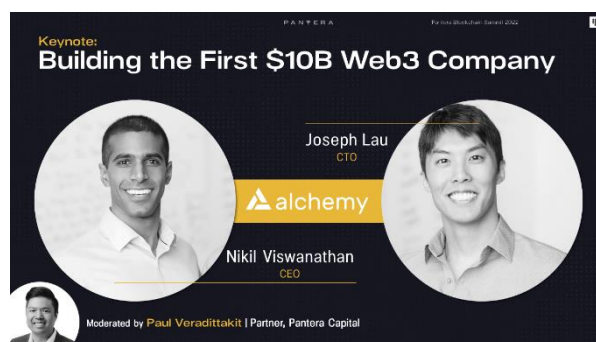 PANTERA
Pantera Blockchain Summit 2022
Keynote:
Building the First $10B Web3 Company
Joseph Lau
CTO
alchemy
Nikil Viswanathan
CEO
Moderated by Paul Veradittakit | Partner, Pantera Capital